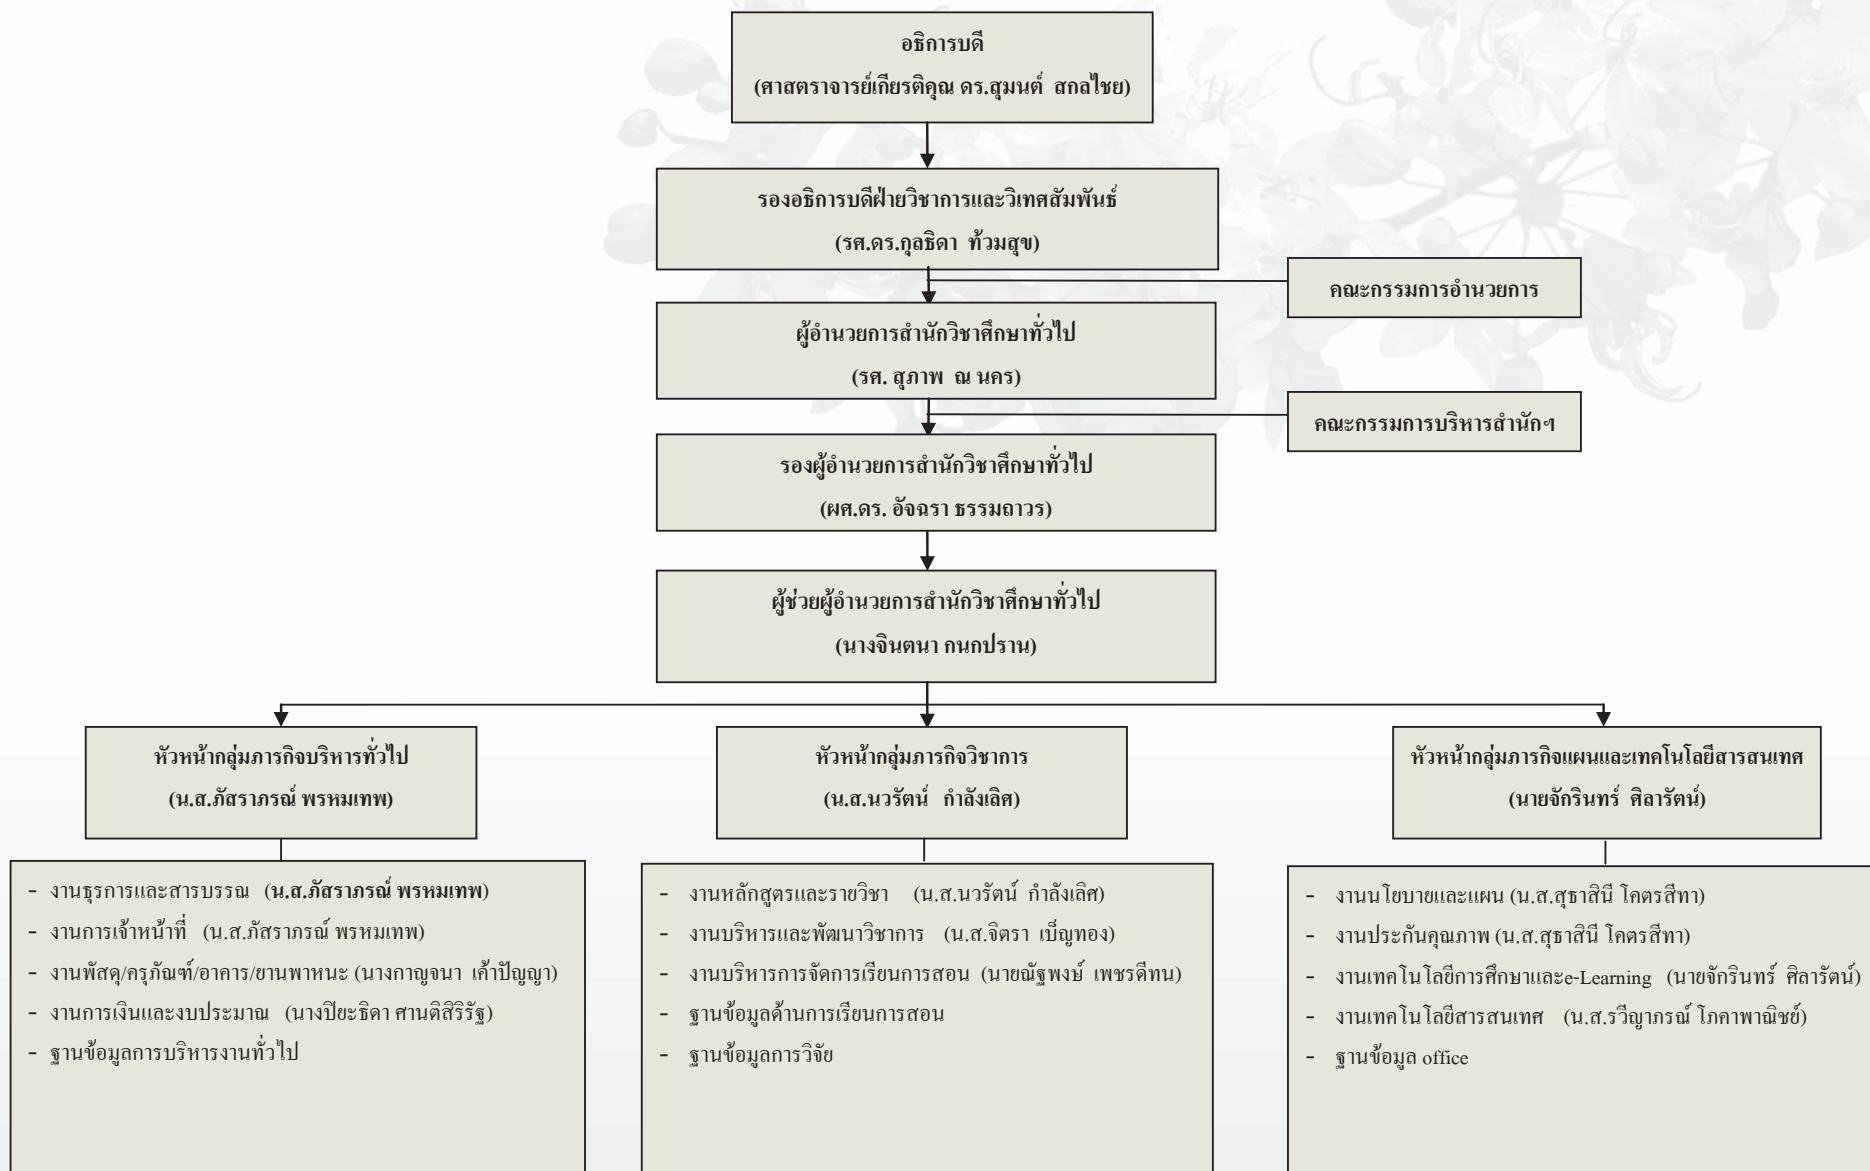 อธิการบดี
(ศาสตราจารย์เกียรติคุณ ดร.สุมนต์ สกลไชย)
รองอธิการบดีฝ่ายวิชาการและวิเทศสัมพันธ์
(รศ.ดร.กุลธิดา ท้วมสุข)
คณะกรรมการอำนวยการ
ผู้อำนวยการสำนักวิชาศึกษาทั่วไป
(รศ. สุภาพ ณ นคร)
คณะกรรมการบริหารสำนักฯ
รองผู้อำนวยการสำนักวิชาศึกษาทั่วไป
(ผศ.ดร. อัจฉรา ธรรมถาวร)
ผู้ช่วยผู้อำนวยการสำนักวิชาศึกษาทั่วไป
(นางจินตนา กนกปราน)
หัวหน้ากลุ่มภารกิจบริหารทั่วไป
(น.ส.ภัสราภรณ์ พรหมเทพ)
- งานธุรการและสารบรรณ (น.ส.ภัสราภรณ์ พรหมเทพ)
- งานการเจ้าหน้าที่ (น.ส.ภัสราภรณ์ พรหมเทพ)
- งานพัสดุ/ครุภัณฑ์/อาคาร/ยานพาหนะ (นางกาญจนา เค้าปัญญา)
- งานการเงินและงบประมาณ (นางปิยะธิดา ศานติสิริรัฐ)
- ฐานข้อมูลการบริหารงานทั่วไป
หัวหน้ากลุ่มภารกิจวิชาการ
(น.ส.นวรัตน์ กำลังเลิศ)
- งานหลักสูตรและรายวิชา (น.ส.นวรัตน์ กำลังเลิศ)
- งานบริหารและพัฒนาวิชาการ (น.ส.จิตรา เบ็ญทอง)
- งานบริหารการจัดการเรียนการสอน (นายณัฐพงษ์ เพชรดีทน)
- ฐานข้อมูลด้านการเรียนการสอน
- ฐานข้อมูลการวิจัย
หัวหน้ากลุ่มภารกิจแผนและเทคโนโลยีสารสนเทศ
(นายจักรินทร์ ศิลารัตน์)
- งานนโยบายและแผน (น.ส.สุธาสินี โคตรสีทา)
- งานประกันคุณภาพ (น.ส.สุธาสินี โคตรสีทา)
- งานเทคโนโลยีการศึกษาและe-Learning (นายจักรินทร์ ศิลารัตน์)
- งานเทคโนโลยีสารสนเทศ (น.ส.รวีญาภรณ์ โภคาพาณิชย์)
- ฐานข้อมูล office